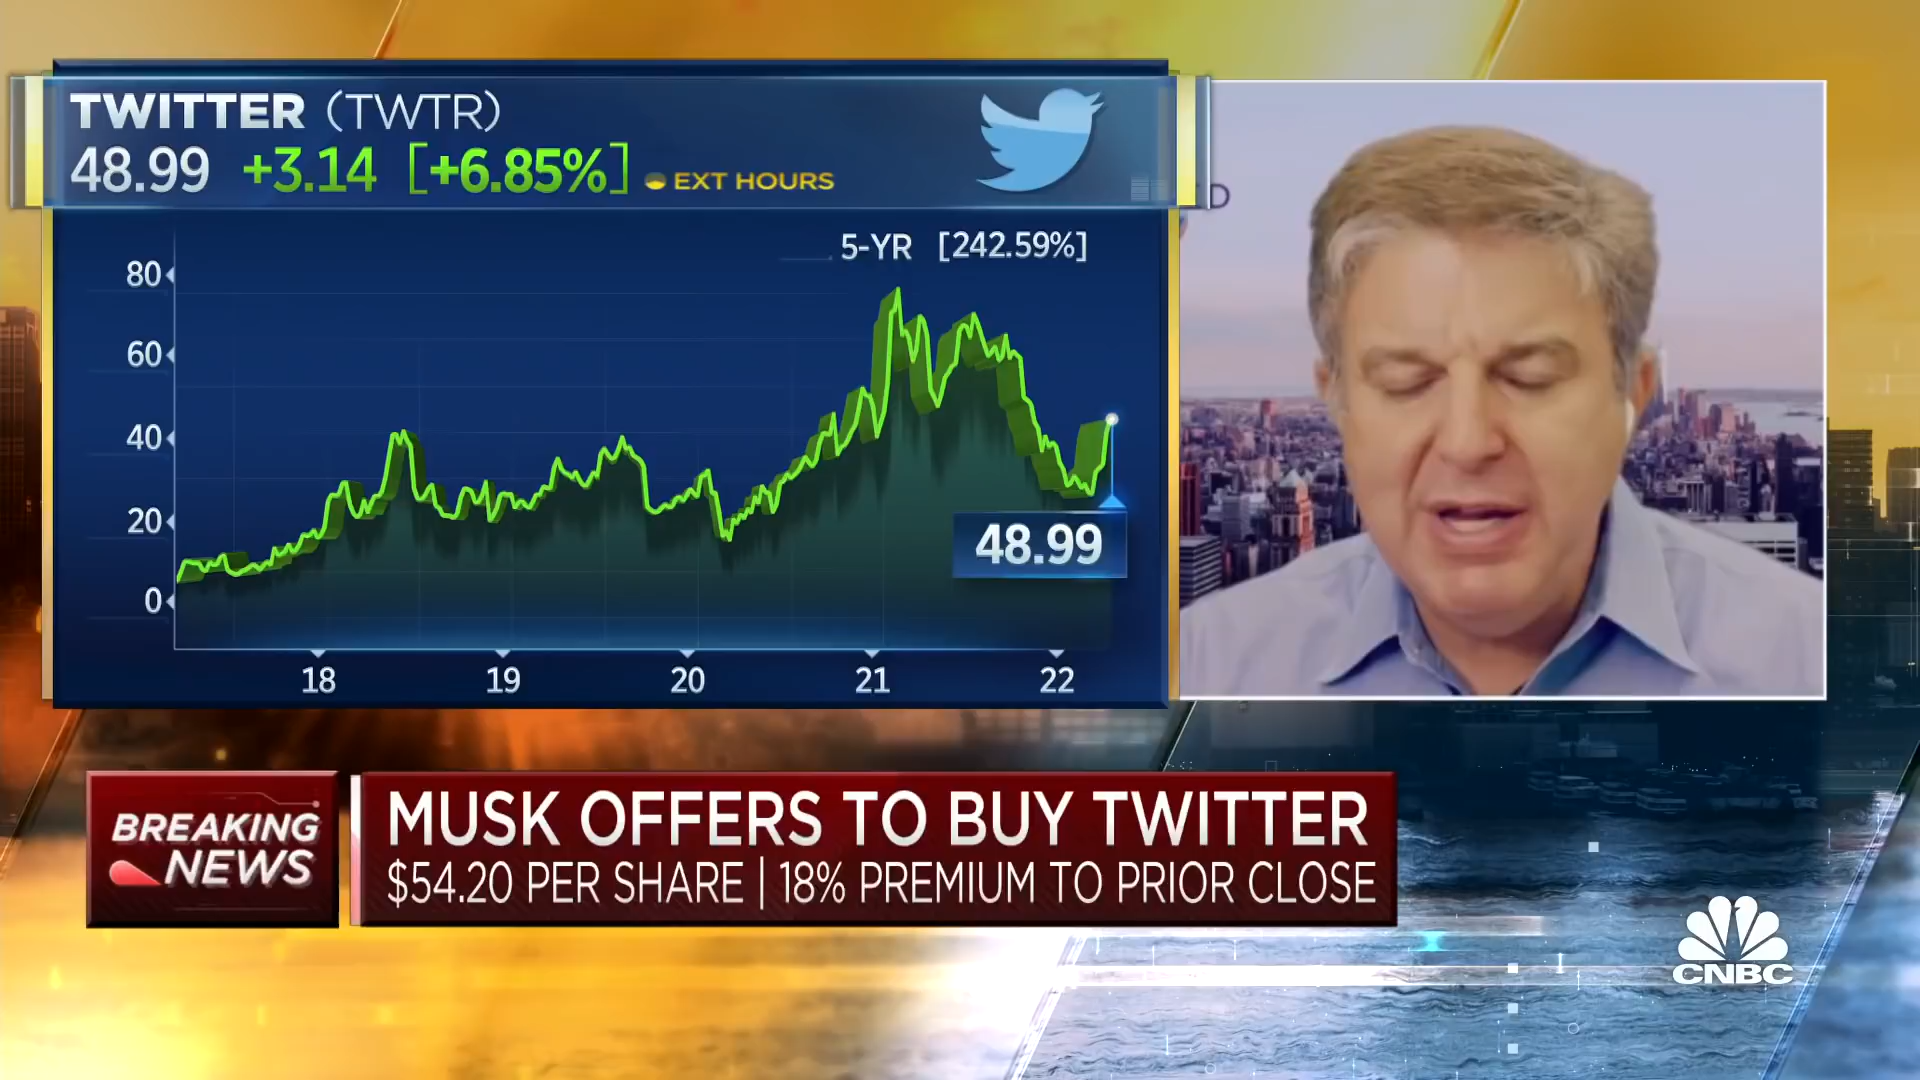 TWITTER (TWTR)
48.99 +3.14 [+6.85%] EXT HOURS
D
5-YR [242.59%]
80
60
40
20
0
48.99
18 19 20 21 22
BREAKING
NEWS
MUSK OFFERS TO BUY TWITTER
$54.20 PER SHARE | 18% PREMIUM TO PRIOR CLOSE
CNBC